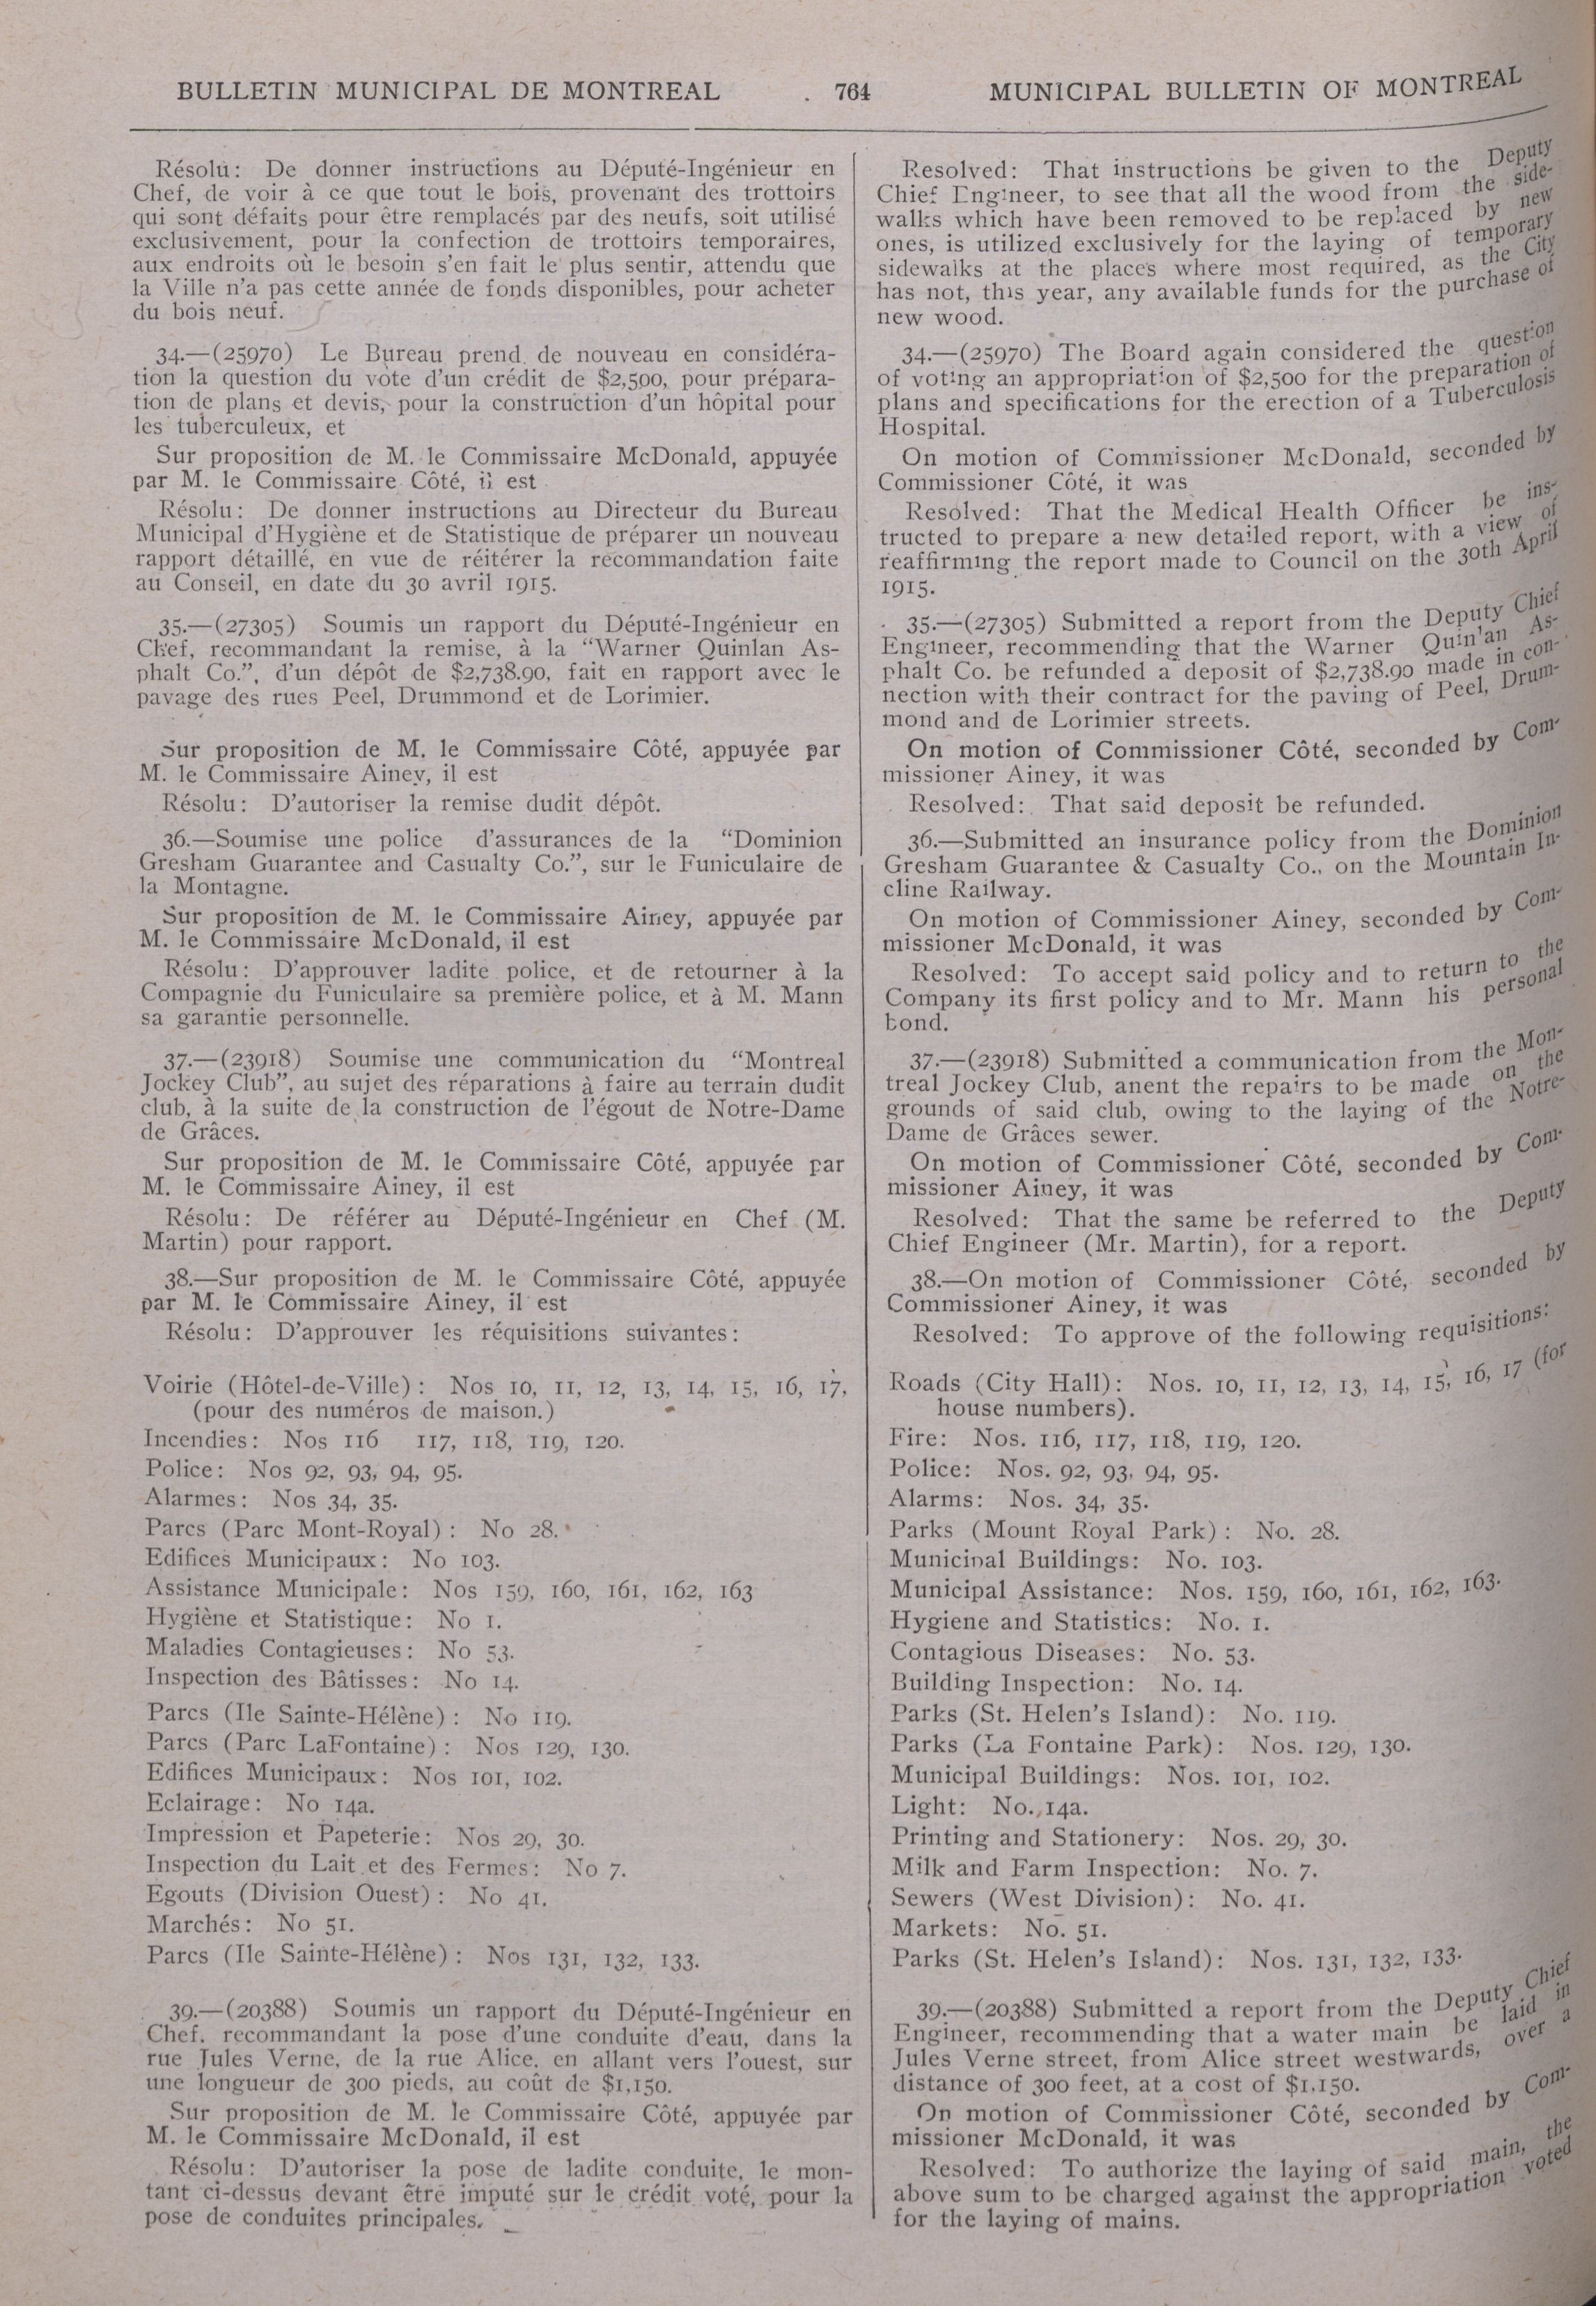 BULLETIN MUNICIPAL DE MONTREAL
764
MUNICIPAL BULLETIN OF MONTREAL
Résolu: De donner instructions au Député-Ingénieur en
Chef, de voir à ce que tout le bois, provenant des trottoirs
qui sont défaits pour être remplacés par des neufs, soit utilisé
exclusivement, pour la confection de trottoirs temporaires,
aux endroits où le besoin s'en fait le plus sentir, attendu que
la Ville n'a pas cette année de fonds disponibles, pour acheter
du bois neuf.
34.—(25970) Le Bureau prend de nouveau en considéra-
tion la question du vote d'un crédit de $2,500, pour prépara-
tion de plans et devis, pour la construction d'un hôpital pour
les tuberculeux, et
Sur proposition de M. le Commissaire McDonald, appuyée
par M. le Commissaire Côté, il est
Résolu: De donner instructions au Directeur du Bureau
Municipal d'Hygiène et de Statistique de préparer un nouveau
rapport détaillé, en vue de réitérer la recommandation faite
au Conseil, en date du 30 avril 1915.
35.—(27305) Soumis un rapport du Député-Ingénieur en
Chef, recommandant la remise, à la "Warner Quinlan As-
phalt Co.", d'un dépôt de $2,738.90, fait en rapport avec le
pavage des rues Peel, Drummond et de Lorimier.
Sur proposition de M. le Commissaire Côté, appuyée par
M. le Commissaire Ainey, il est
Résolu: D'autoriser la remise dudit dépôt.
36.—Soumise une police d'assurances de la "Dominion
Gresham Guarantee and Casualty Co.", sur le Funiculaire de
la Montagne.
Sur proposition de M. le Commissaire Ainey, appuyée par
M. le Commissaire McDonald, il est
Résolu: D'approuver ladite police, et de retourner à la
Compagnie du Funiculaire sa première police, et à M. Mann
sa garantie personnelle.
37.—(23918) Soumise une communication du "Montreal
Jockey Club", au sujet des réparations à faire au terrain dudit
club, à la suite de la construction de l'égout de Notre-Dame
de Grâces.
Sur proposition de M. le Commissaire Côté, appuyée par
M. le Commissaire Ainey, il est
Résolu: De référer au Député-Ingénieur en Chef (M.
Martin) pour rapport.
38.—Sur proposition de M. le Commissaire Côté, appuyée
par M. le Commissaire Ainey, il est
Résolu: D'approuver les réquisitions suivantes:
Voirie (Hôtel-de-Ville): Nos 10, 11, 12, 13, 14, 15, 16, 17,
(pour des numéros de maison.)
Incendies: Nos 116 117, 118, 119, 120.
Police: Nos 92, 93, 94, 95.
Alarmes: Nos 34, 35.
Parcs (Parc Mont-Royal): No 28.
Edifices Municipaux: No 103.
Assistance Municipale: Nos 159, 160, 161, 162, 163
Hygiène et Statistique: No 1.
Maladies Contagieuses: No 53.
Inspection des Bâtisses: No 14.
Parcs (Ile Sainte-Hélène): No 119.
Parcs (Parc LaFontaine): Nos 129, 130.
Edifices Municipaux: Nos 101, 102.
Eclairage: No 14a.
Impression et Papeterie: Nos 29, 30.
Inspection du Lait et des Fermes: No 7.
Egouts (Division Ouest): No 41.
Marchés: No 51.
Parcs (Ile Sainte-Hélène): Nos 131, 132, 133.
39.—(20388) Soumis un rapport du Député-Ingénieur en
Chef, recommandant la pose d'une conduite d'eau, dans la
rue Jules Verne, de la rue Alice, en allant vers l'ouest, sur
une longueur de 300 pieds, au coût de $1,150.
Sur proposition de M. le Commissaire Côté, appuyée par
M. le Commissaire McDonald, il est
Résolu: D'autoriser la pose de ladite conduite, le mon-
tant ci-dessus devant être imputé sur le crédit voté, pour la
pose de conduites principales.
Resolved: That instructions be given to the Deputy
Chief Engineer, to see that all the wood from the side-
walks which have been removed to be replaced by new
ones, is utilized exclusively for the laying of temporary
sidewalks at the places where most required, as the City
has not, this year, any available funds for the purchase of
new wood.
34.—(25970) The Board again considered the question
of voting an appropriation of $2,500 for the preparation of
plans and specifications for the erection of a Tuberculosis
Hospital.
On motion of Commissioner McDonald, seconded by
Commissioner Côté, it was
Resolved: That the Medical Health Officer be ins-
tructed to prepare a new detailed report, with a view of
reaffirming the report made to Council on the 30th April
1915.
35.—(27305) Submitted a report from the Deputy Chief
Engineer, recommending that the Warner Quinlan As-
phalt Co. be refunded a deposit of $2,738.90 made in con-
nection with their contract for the paving of Peel, Drum-
mond and de Lorimier streets.
On motion of Commissioner Côté, seconded by Com-
missioner Ainey, it was
Resolved: That said deposit be refunded.
36.—Submitted an insurance policy from the Dominion
Gresham Guarantee & Casualty Co., on the Mountain In-
cline Railway.
On motion of Commissioner Ainey, seconded by Com-
missioner McDonald, it was
Resolved: To accept said policy and to return to the
Company its first policy and to Mr. Mann his personal
bond.
37.—(23918) Submitted a communication from the Mon-
treal Jockey Club, anent the repairs to be made on the
grounds of said club, owing to the laying of the Notre-
Dame de Grâces sewer.
On motion of Commissioner Côté, seconded by Com-
missioner Ainey, it was
Resolved: That the same be referred to the Deputy
Chief Engineer (Mr. Martin), for a report.
38.—On motion of Commissioner Côté, seconded by
Commissioner Ainey, it was
Resolved: To approve of the following requisitions:
Roads (City Hall): Nos. 10, 11, 12, 13, 14, 15, 16, 17 (for
house numbers).
Fire: Nos. 116, 117, 118, 119, 120.
Police: Nos. 92, 93, 94, 95.
Alarms: Nos. 34, 35.
Parks (Mount Royal Park): No. 28.
Municipal Buildings: No. 103.
Municipal Assistance: Nos. 159, 160, 161, 162, 163.
Hygiene and Statistics: No. 1.
Contagious Diseases: No. 53.
Building Inspection: No. 14.
Parks (St. Helen's Island): No. 119.
Parks (La Fontaine Park): Nos. 129, 130.
Municipal Buildings: Nos. 101, 102.
Light: No. 14a.
Printing and Stationery: Nos. 29, 30.
Milk and Farm Inspection: No. 7.
Sewers (West Division): No. 41.
Markets: No. 51.
Parks (St. Helen's Island): Nos. 131, 132, 133.
39.—(20388) Submitted a report from the Deputy Chief
Engineer, recommending that a water main be laid in
Jules Verne street, from Alice street westwards, over a
distance of 300 feet, at a cost of $1,150.
On motion of Commissioner Côté, seconded by Com-
missioner McDonald, it was
Resolved: To authorize the laying of said main, the
above sum to be charged against the appropriation voted
for the laying of mains.